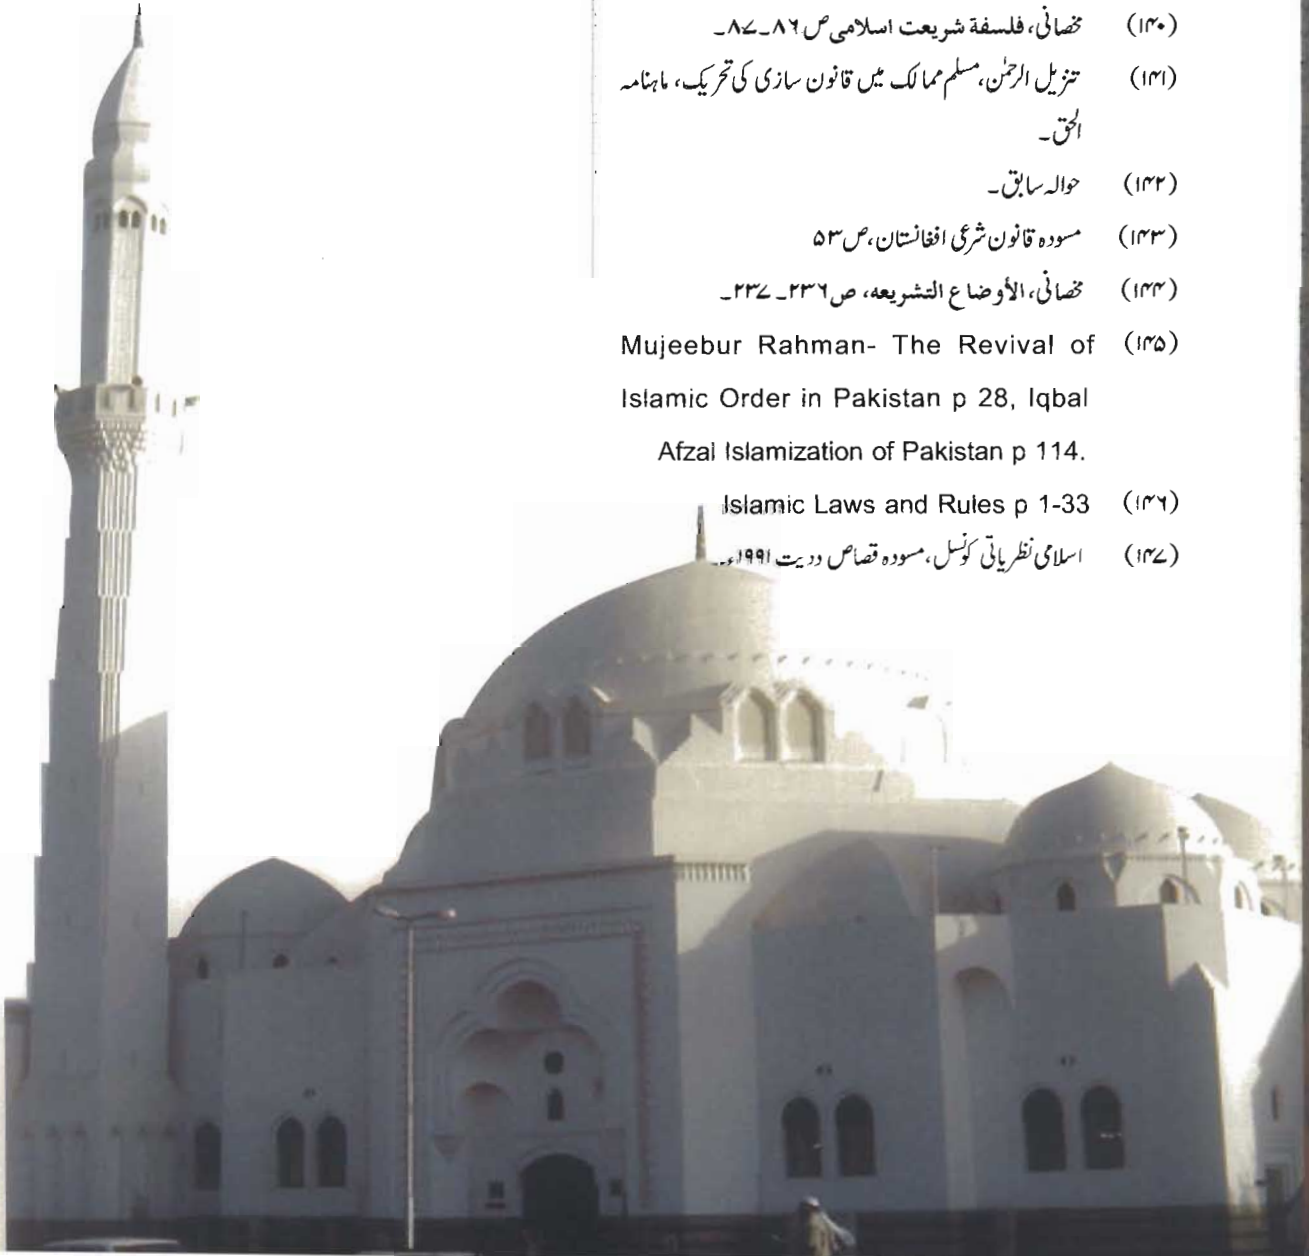 (۱۴۰) مخصانی، فلسفة شریعت اسلامی ص ۸۶۔۸۷۔
(۱۴۱) تنزیل الرحمٰن، مسلم ممالک میں قانون سازی کی تحریک، ماہنامہ
الحق۔
(۱۴۲) حوالہ سابق۔
(۱۴۳) مسودہ قانون شرعی افغانستان، ص ۵۳
(۱۴۴) مخصانی، الأوضاع التشریعه، ص ۲۳۶۔ ۲۳۷۔
(۱۴۵) Mujeebur Rahman- The Revival of
Islamic Order in Pakistan p 28, Iqbal
Afzal Islamization of Pakistan p 114.
(۱۴۶) Islamic Laws and Rules p 1-33
(۱۴۷) اسلامی نظریاتی کونسل، مسودہ قصاص ودیت ۱۹۹۱ء۔